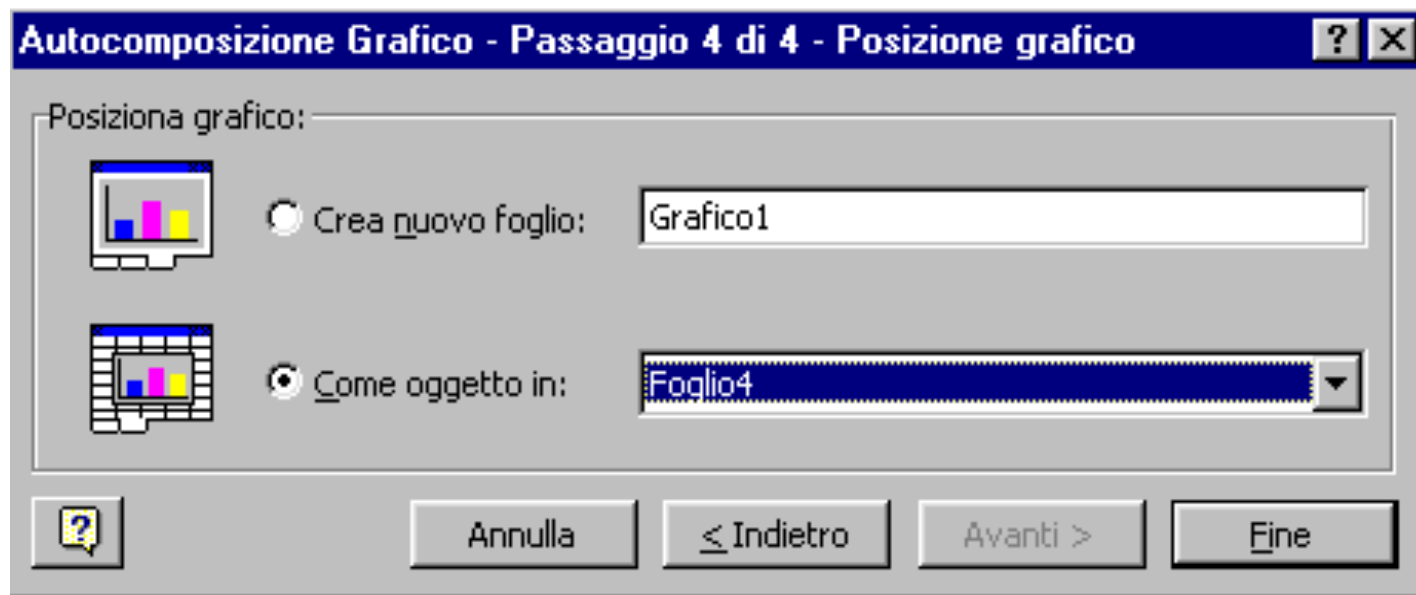 Autocomposizione Grafico - Passaggio 4 di 4 - Posizione grafico
Posiziona grafico:
Crea nuovo foglio: Grafico1
Come oggetto in: Foglio4
Annulla < Indietro Avanti > Fine